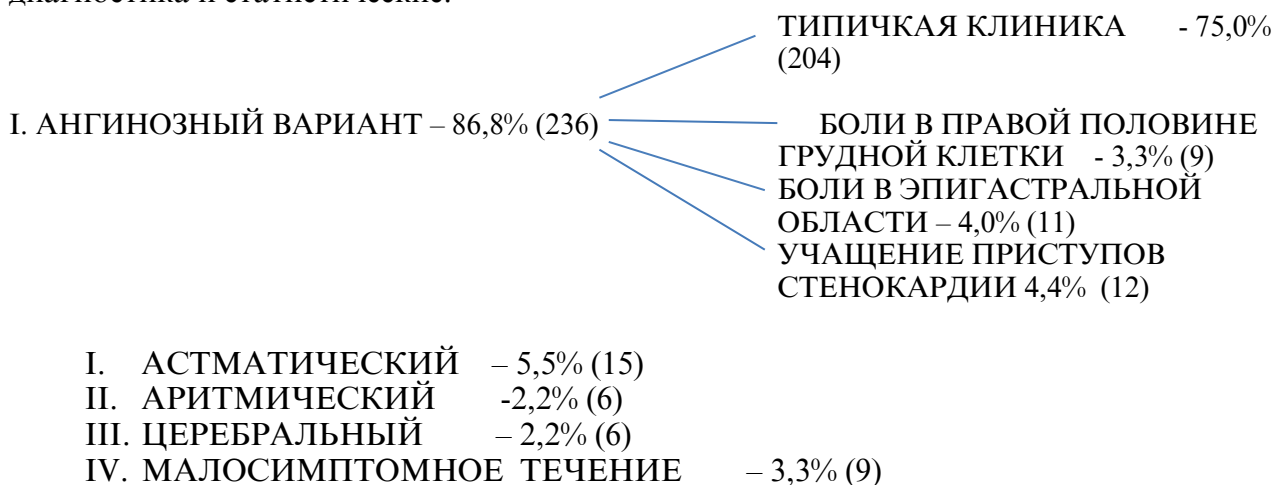 диагностика и статистические.
ТИПИЧКАЯ КЛИНИКА - 75,0%
(204)
I. АНГИНОЗНЫЙ ВАРИАНТ – 86,8% (236)
БОЛИ В ПРАВОЙ ПОЛОВИНЕ
ГРУДНОЙ КЛЕТКИ - 3,3% (9)
БОЛИ В ЭПИГАСТРАЛЬНОЙ
ОБЛАСТИ – 4,0% (11)
УЧАЩЕНИЕ ПРИСТУПОВ
СТЕНОКАРДИИ 4,4% (12)
I. АСТМАТИЧЕСКИЙ – 5,5% (15)
II. АРИТМИЧЕСКИЙ -2,2% (6)
III. ЦЕРЕБРАЛЬНЫЙ – 2,2% (6)
IV. МАЛОСИМПТОМНОЕ ТЕЧЕНИЕ – 3,3% (9)